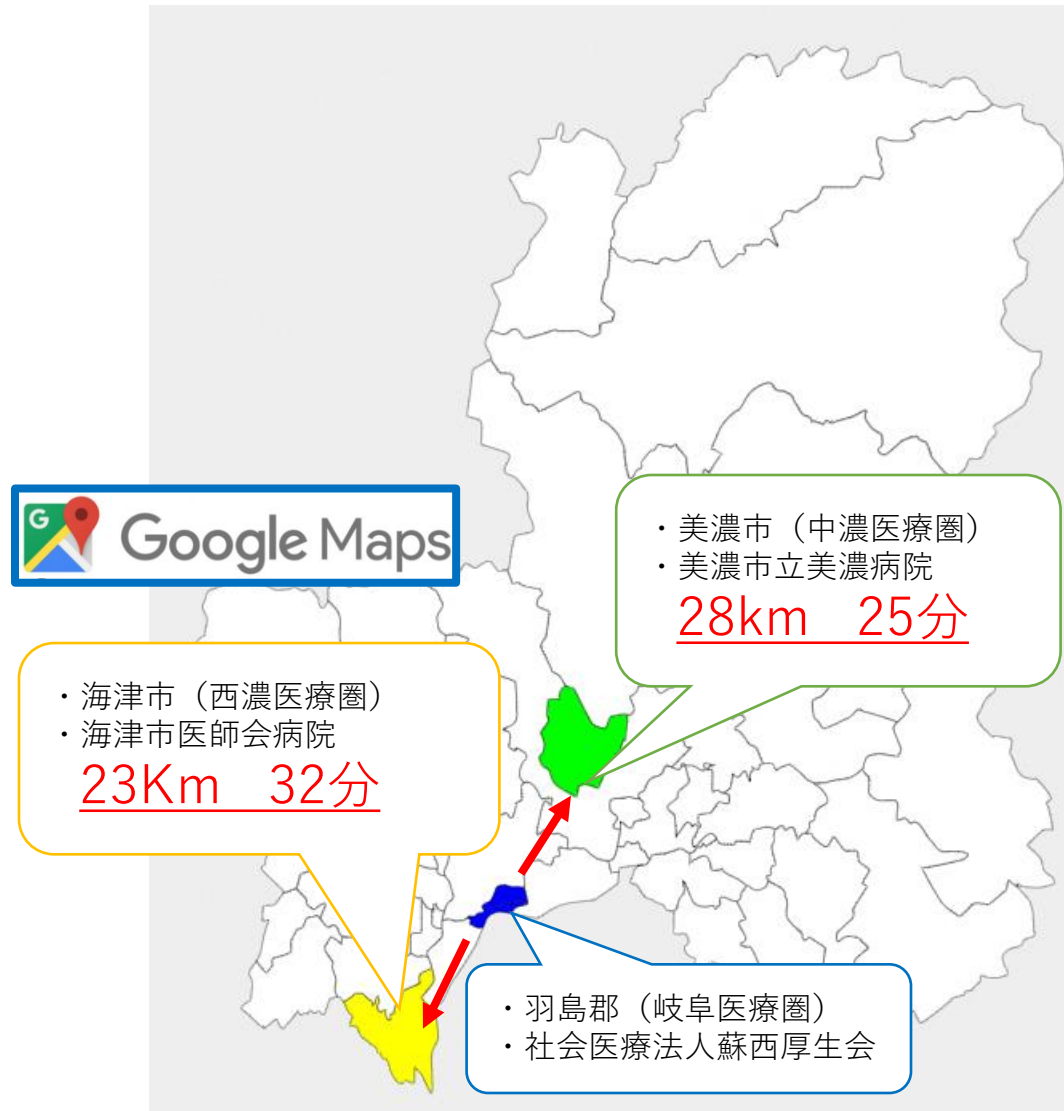 G Google Maps
・美濃市（中濃医療圏）
・美濃市立美濃病院
28km　25分
・海津市（西濃医療圏）
・海津市医師会病院
23Km　32分
・羽島郡（岐阜医療圏）
・社会医療法人蘇西厚生会